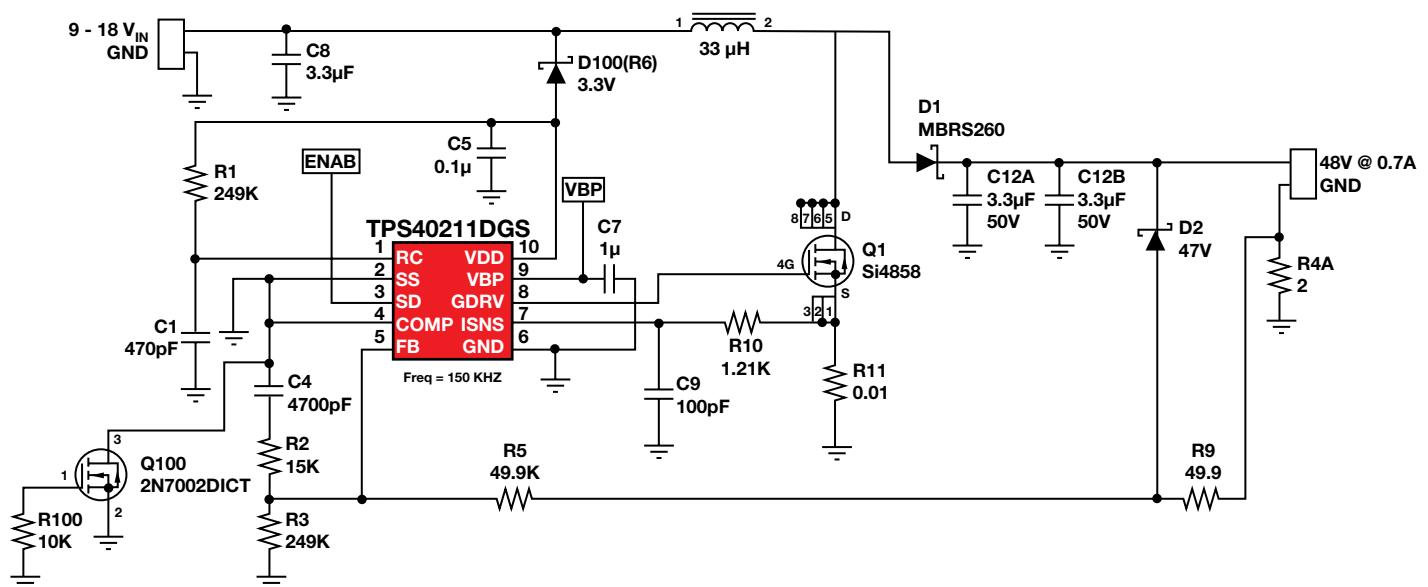 9 - 18 VIN
GND
C8
3.3µF
D100(R6)
3.3V
1
2
33 µH
D1
MBRS260
48V @ 0.7A
GND
C12A
3.3µF
50V
C12B
3.3µF
50V
D2
47V
R4A
2
R1
249K
ENAB
C5
0.1µ
VBP
C7
1µ
TPS40211DGS
1
RC
VDD
10
2
SS
VBP
9
3
SD
GDRV
8
4
COMP
ISNS
7
5
FB
GND
6
Freq = 150 KHZ
8
7
6
5
D
4G
Q1
Si4858
S
3
2
1
R10
1.21K
C9
100pF
R11
0.01
C1
470pF
C4
4700pF
R2
15K
R3
249K
R5
49.9K
R9
49.9
3
1
2
Q100
2N7002DICT
R100
10K